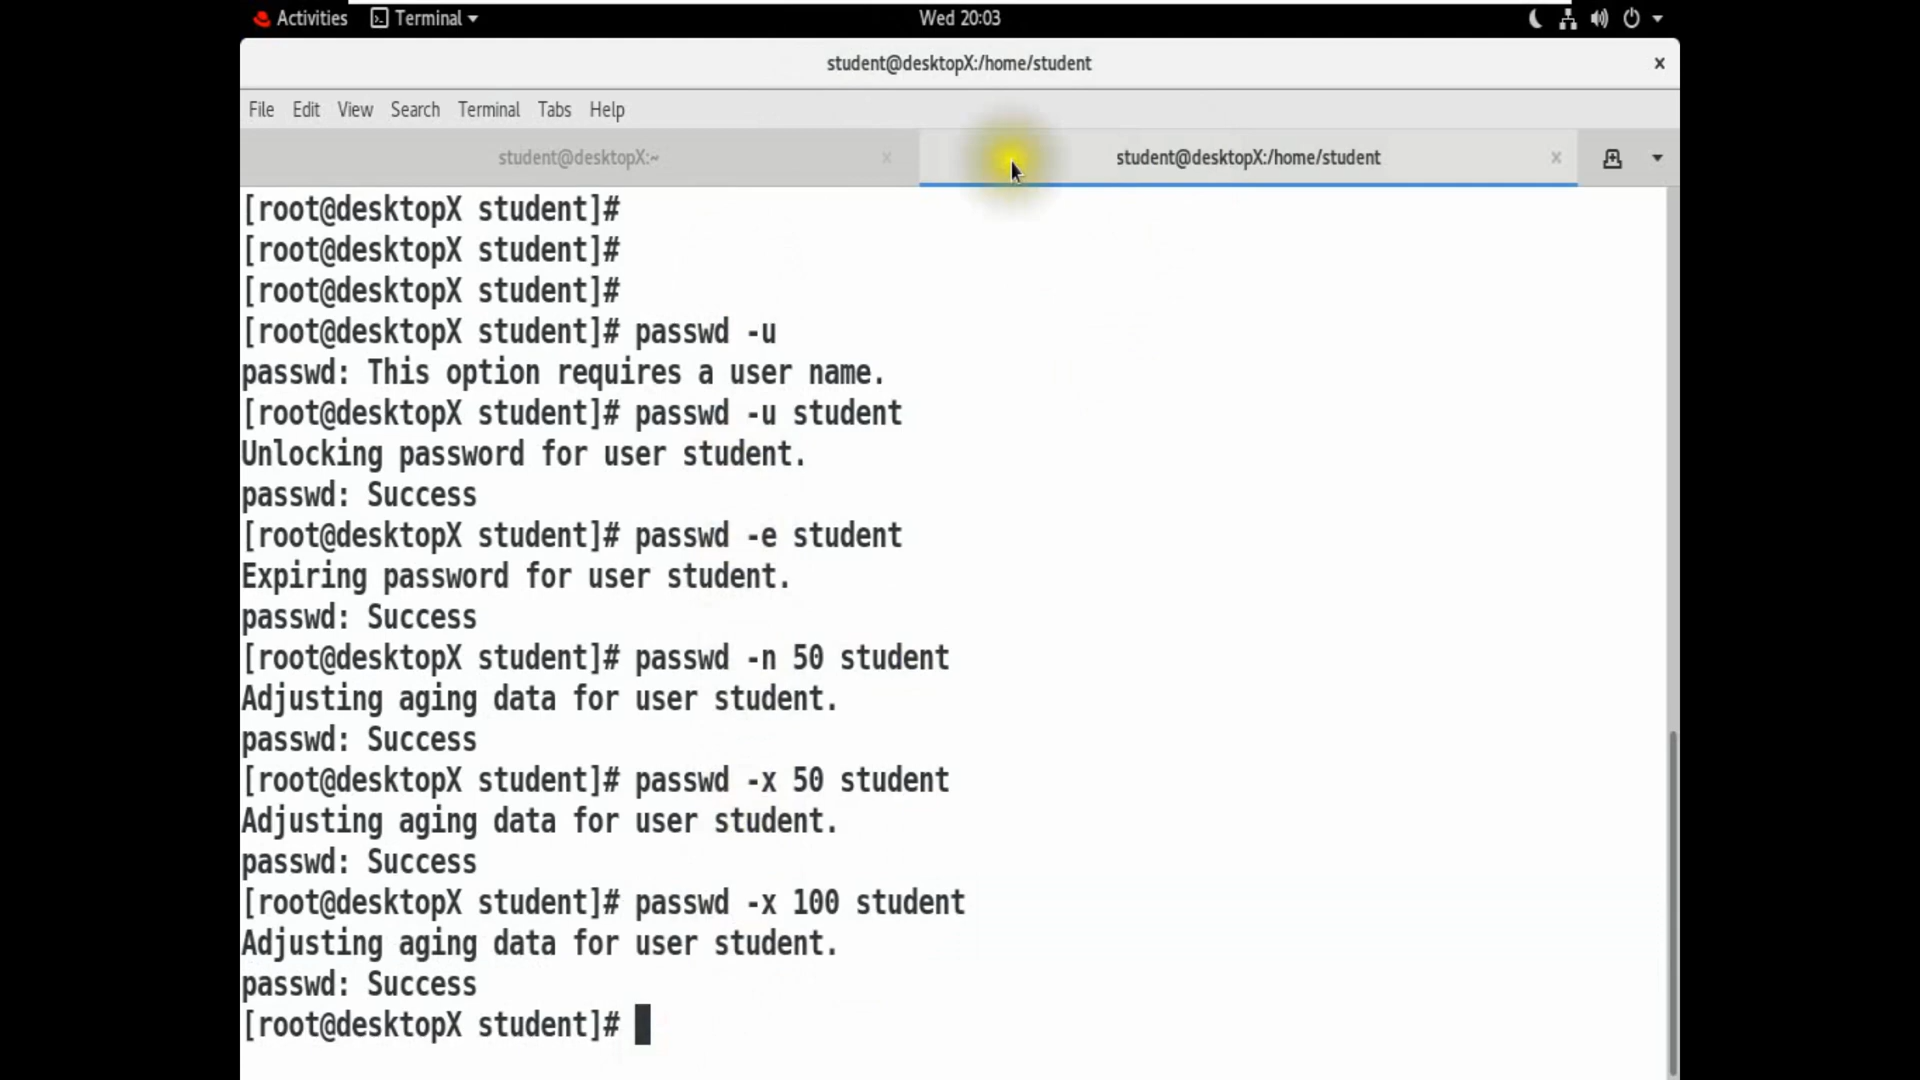 Activities Terminal Wed 20:03
student@desktopX:/home/student
File Edit View Search Terminal Tabs Help
student@desktopX:~ student@desktopX:/home/student
[root@desktopX student]#
[root@desktopX student]#
[root@desktopX student]#
[root@desktopX student]# passwd -u
passwd: This option requires a user name.
[root@desktopX student]# passwd -u student
Unlocking password for user student.
passwd: Success
[root@desktopX student]# passwd -e student
Expiring password for user student.
passwd: Success
[root@desktopX student]# passwd -n 50 student
Adjusting aging data for user student.
passwd: Success
[root@desktopX student]# passwd -x 50 student
Adjusting aging data for user student.
passwd: Success
[root@desktopX student]# passwd -x 100 student
Adjusting aging data for user student.
passwd: Success
[root@desktopX student]#